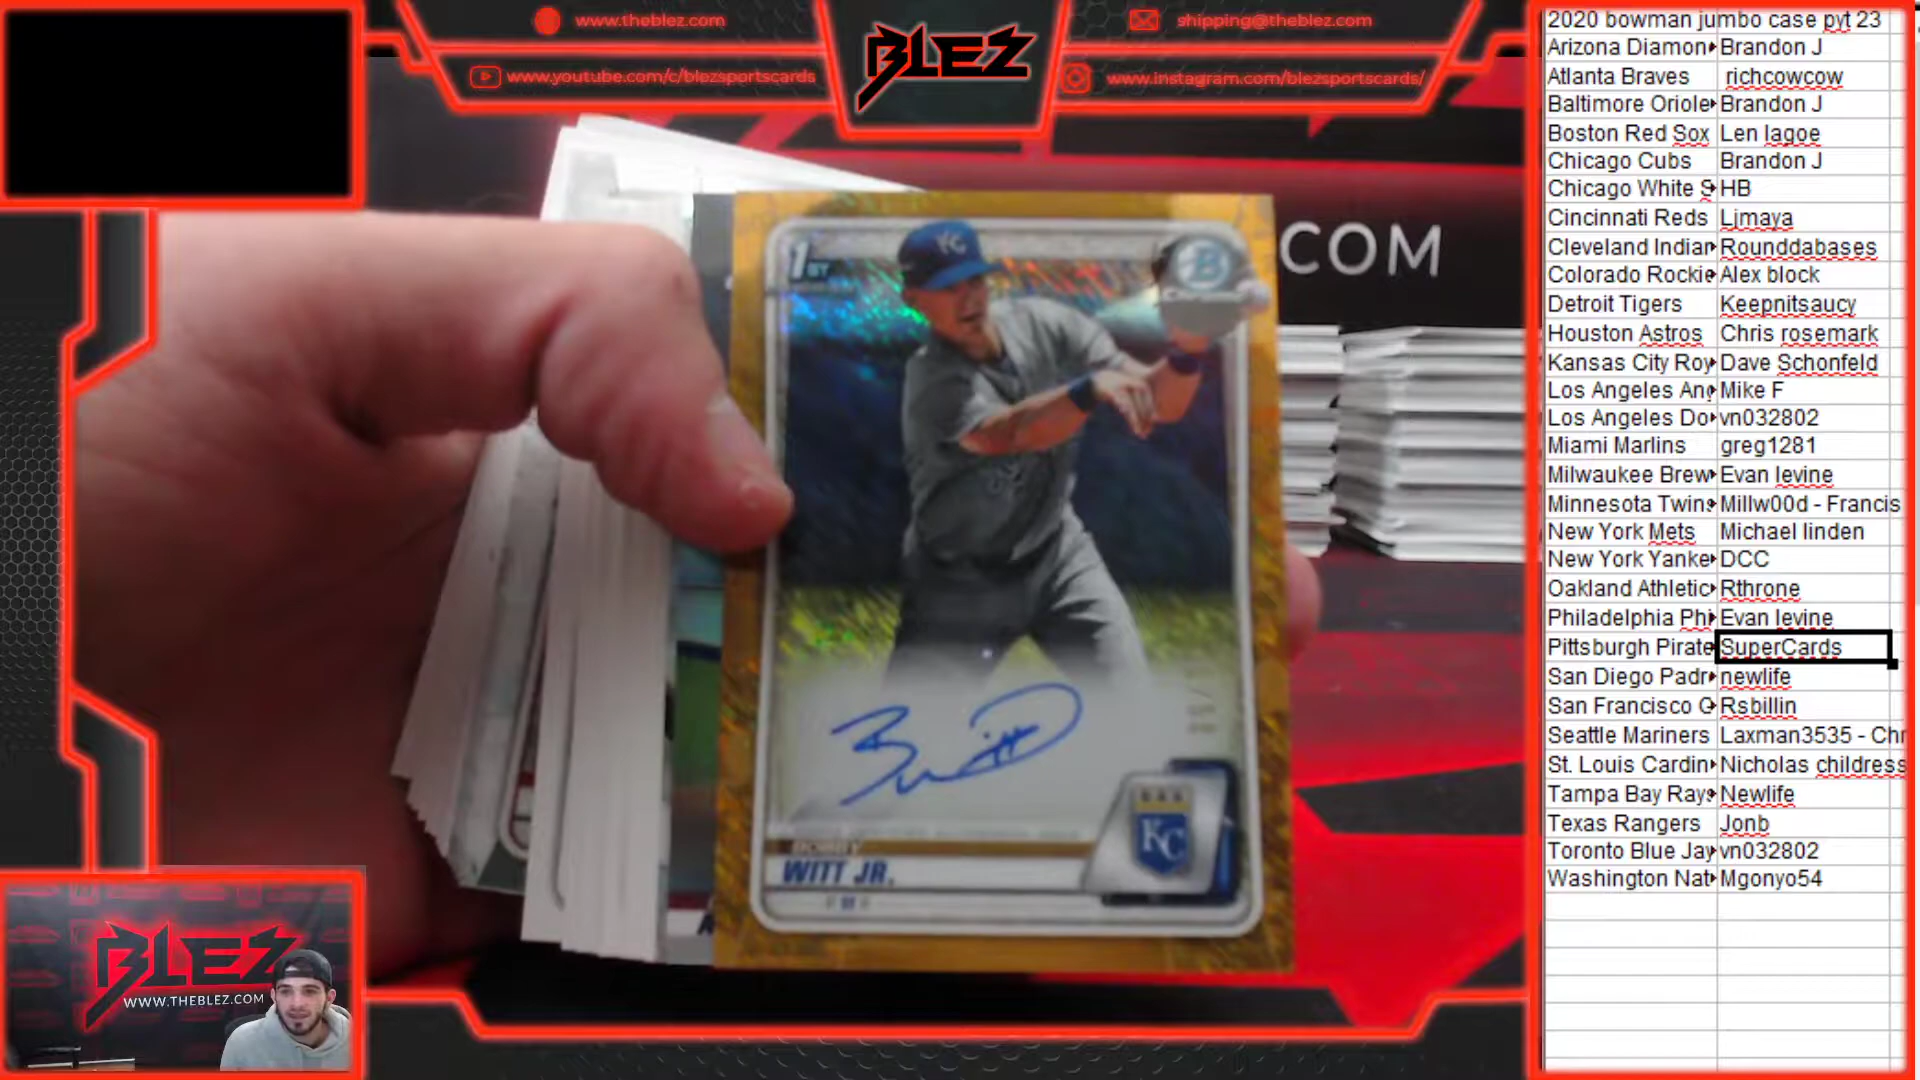 www.theblez.com
www.youtube.com/c/blezsportscards
BLEZ
shipping@theblez.com
www.instagram.com/blezsportscards/
.COM
1ST
KC
B
CHROME
BOBBY
WITT JR.
KC
BLEZ
WWW.THEBLEZ.COM
2020 bowman jumbo case pyt 23
Arizona Diamon Brandon J
Atlanta Braves richcowcow
Baltimore Oriole Brandon J
Boston Red Sox Len lagoe
Chicago Cubs Brandon J
Chicago White S HB
Cincinnati Reds Ljmaya
Cleveland Indian Rounddabases
Colorado Rockie Alex block
Detroit Tigers Keepnitsaucy
Houston Astros Chris rosemark
Kansas City Roy Dave Schonfeld
Los Angeles Ang Mike F
Los Angeles Do vn032802
Miami Marlins greg1281
Milwaukee Brew Evan levine
Minnesota Twins Millw00d - Francis
New York Mets Michael linden
New York Yanke DCC
Oakland Athletic Rthrone
Philadelphia Phi Evan levine
Pittsburgh Pirate SuperCards
San Diego Padr newlife
San Francisco G Rsbillin
Seattle Mariners Laxman3535 - Chr
St. Louis Cardin Nicholas childress
Tampa Bay Rays Newlife
Texas Rangers Jonb
Toronto Blue Jay vn032802
Washington Nat Mgonyo54